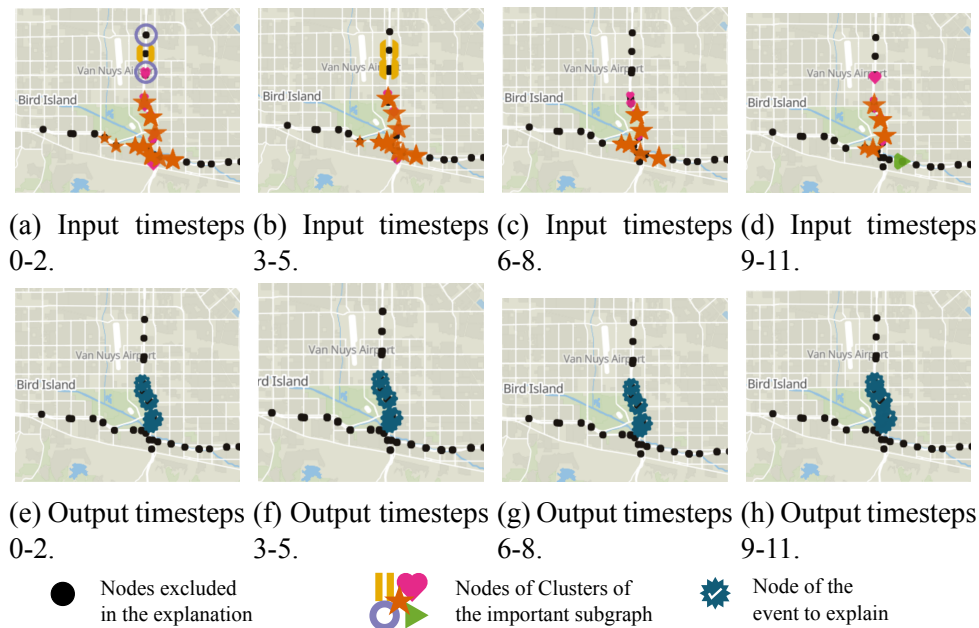 Van Nuys Airport
Bird Island
Van Nuys Airport
Bird Island
Van Nuys Airport
Bird Island
Van Nuys Airport
Bird Island
(a) Input timesteps
0-2.
(b) Input timesteps
3-5.
(c) Input timesteps
6-8.
(d) Input timesteps
9-11.
Van Nuys Airport
Bird Island
Van Nuys Airport
Bird Island
Van Nuys Airport
Bird Island
Van Nuys Airport
Bird Island
(e) Output timesteps
0-2.
(f) Output timesteps
3-5.
(g) Output timesteps
6-8.
(h) Output timesteps
9-11.
Nodes excluded
in the explanation
Nodes of Clusters of
the important subgraph
Node of the
event to explain